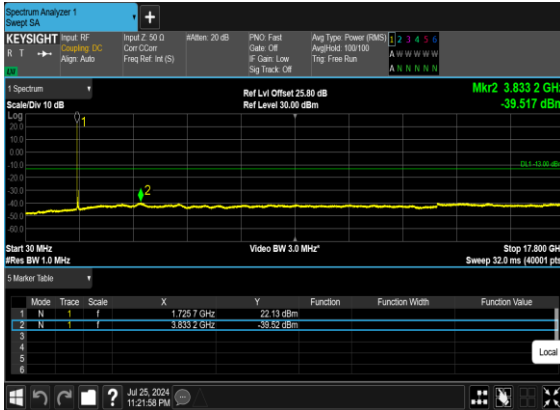 Spectrum Analyzer 1
Swept SA
+
KEYSIGHT Input: RF Input Z: 50 Ω #Atten: 20 dB PNO: Fast Avg Type: Power (RMS) 1 2 3 4 5 6
R T Coupling: DC Corr CCorr Gate: Off Avg|Hold: 100/100 A W W W W W
Align: Auto Freq Ref: Int (S) IF Gain: Low Trig: Free Run
Sig Track: Off A N N N N N
1 Spectrum Ref Lvl Offset 25.80 dB Mkr2 3.833 2 GHz
Scale/Div 10 dB Ref Level 30.00 dBm -39.517 dBm
Log
20.0 1
10.0
0.00
-10.0 DL1 -13.00 dBm
-20.0
-30.0 2
-40.0
-50.0
-60.0
Start 30 MHz Video BW 3.0 MHz* Stop 17.800 GHz
#Res BW 1.0 MHz Sweep 32.0 ms (40001 pts)
5 Marker Table
Mode Trace Scale X Y Function Function Width Function Value
1 N 1 f 1.725 7 GHz 22.13 dBm
2 N 1 f 3.833 2 GHz -39.52 dBm
3
4
5
6
Local
? Jul 25, 2024
11:21:58 PM